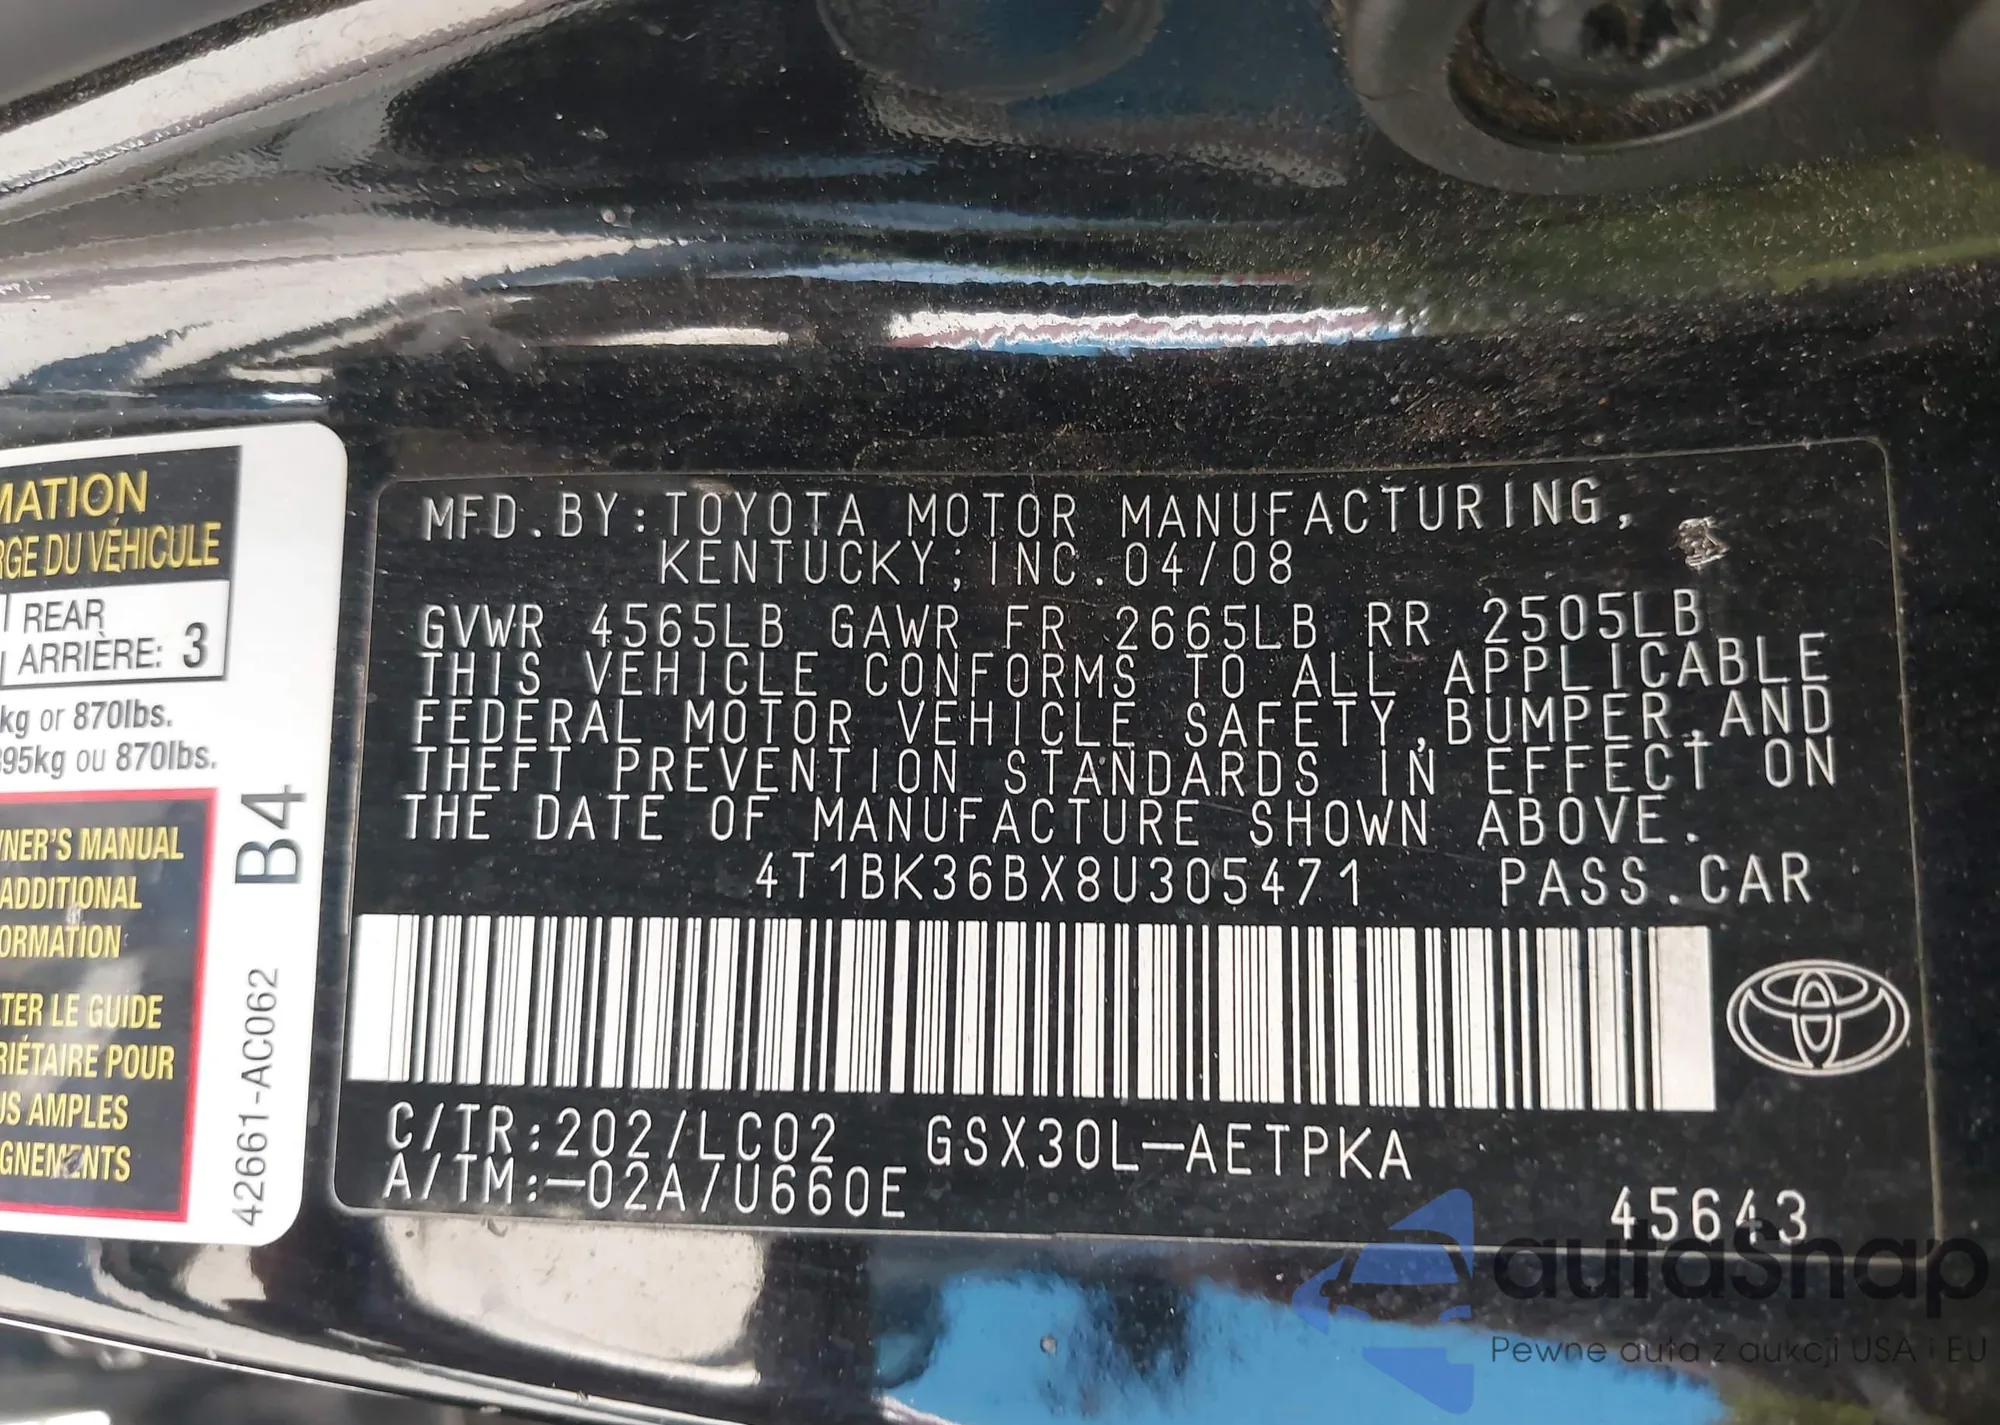 MATION
RGE DU VÉHICULE
REAR
ARRIÈRE: 3
kg or 870lbs.
395kg ou 870lbs.
NER'S MANUAL
ADDITIONAL
ORMATION
TER LE GUIDE
RIÉTAIRE POUR
US AMPLES
GNEMENTS
B4
42661-AC062
MFD.BY:TOYOTA MOTOR MANUFACTURING,
KENTUCKY, INC.04/08
GVWR 4565LB GAWR FR 2665LB RR 2505LB
THIS VEHICLE CONFORMS TO ALL APPLICABLE
FEDERAL MOTOR VEHICLE SAFETY,BUMPER,AND
THEFT PREVENTION STANDARDS IN EFFECT ON
THE DATE OF MANUFACTURE SHOWN ABOVE.
4T1BK36BX8U305471 PASS.CAR
C/TR:202/LC02 GSX30L-AETPKA
A/TM:-02A/U660E
45643
autasnap
Pewne auta z aukcji USA i EU